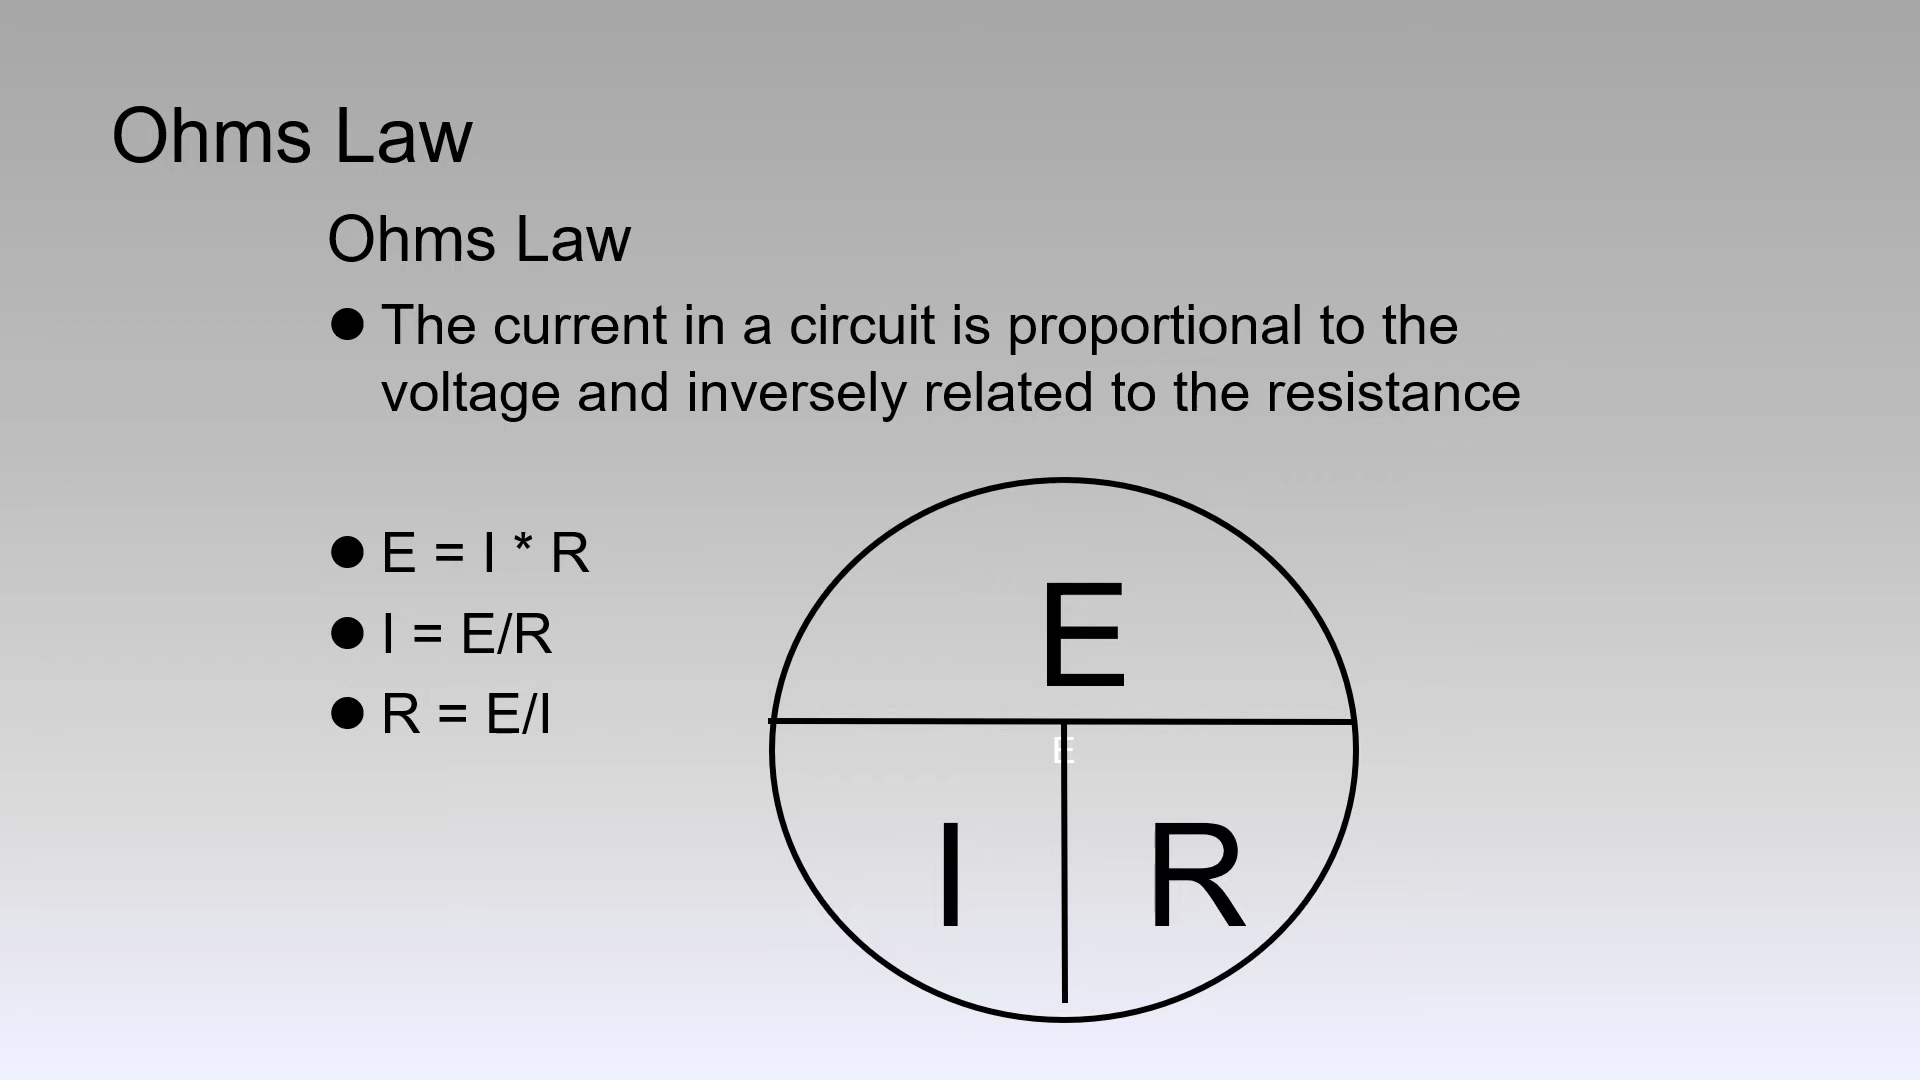 Ohms Law
Ohms Law
● The current in a circuit is proportional to the
voltage and inversely related to the resistance
● E = I * R
● I = E/R
● R = E/I
E
E
I R